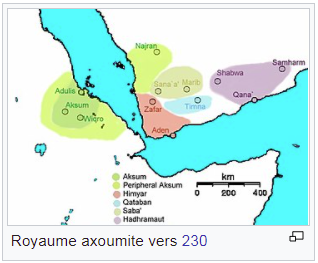 Najran
Samharm
Shabwa
Adulis
Sana'a'
Marib
Aksum
Zafar
Timna
Qana'
Wiqro
Aden
Aksum
Peripheral Aksum
Himyar
Qataban
Saba'
Hadhramaut
km
0
200
400
Royaume axoumite vers 230